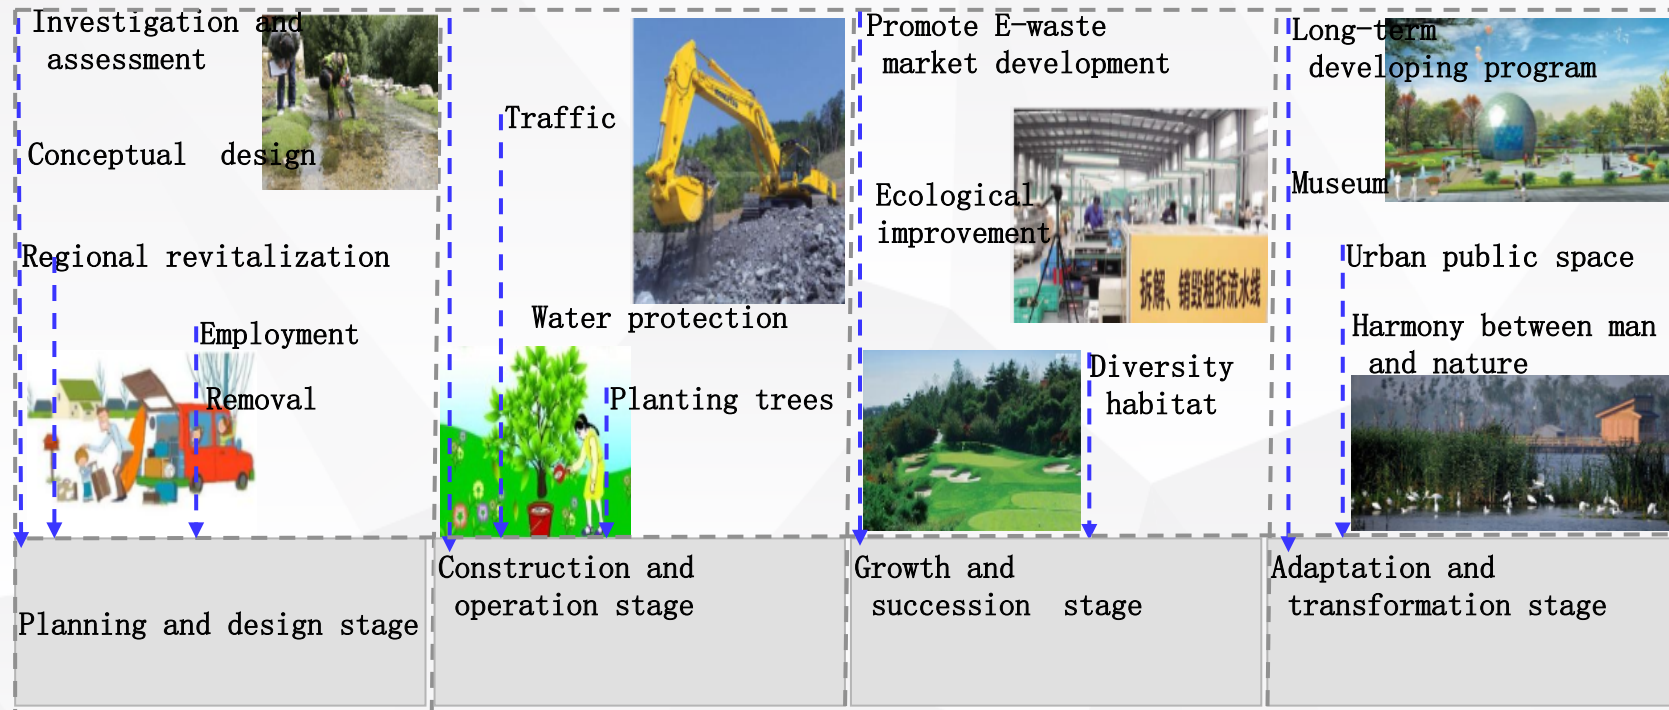 Investigation and
assessment
Conceptual  design
Regional revitalization
Employment
Removal
Planning and design stage
Traffic
Water protection
Planting trees
Construction and
operation stage
Promote E-waste
market development
Ecological
improvement
拆解、销毁粗拆流水线
Diversity
habitat
Growth and
succession  stage
Long-term
developing program
Museum
Urban public space
Harmony between man
and nature
Adaptation and
transformation stage